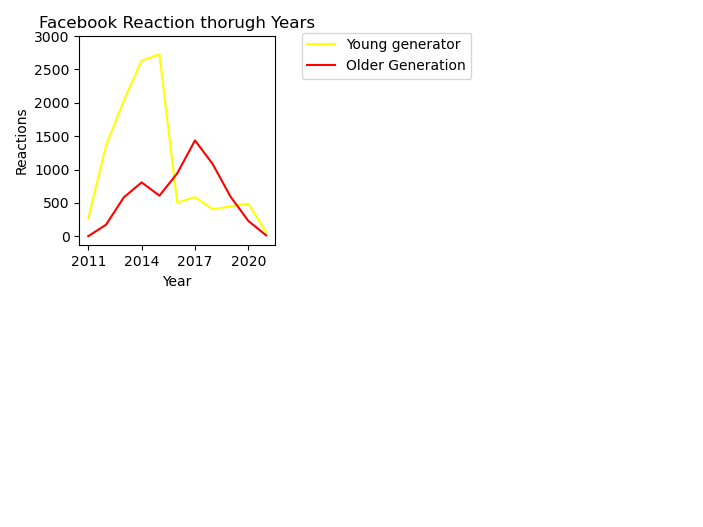 Facebook Reaction thorugh Years
Young generator
Older Generation
3000
2500
2000
1500
1000
500
0
Reactions
2011 2014 2017 2020
Year